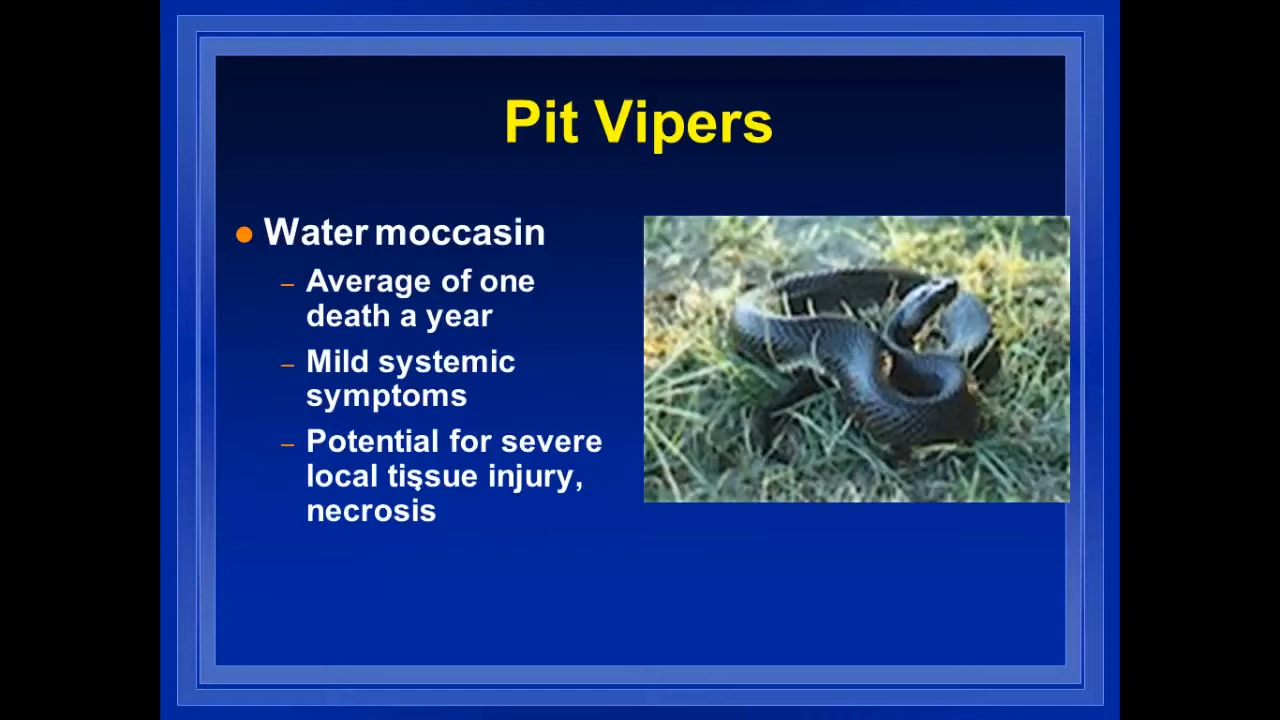 Pit Vipers
Water moccasin
– Average of one
death a year
– Mild systemic
symptoms
– Potential for severe
local tissue injury,
necrosis